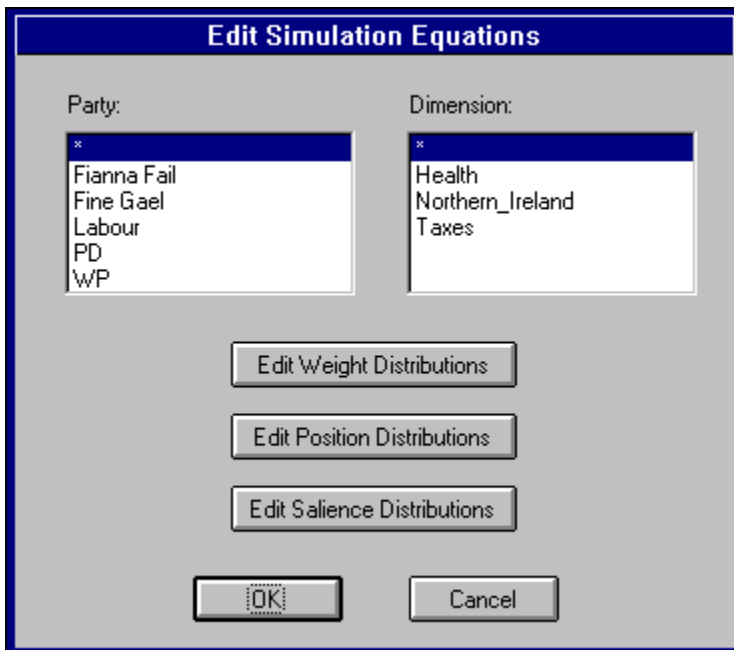 Edit Simulation Equations
Party:
*
Fianna Fail
Fine Gael
Labour
PD
WP
Dimension:
*
Health
Northern_Ireland
Taxes
Edit Weight Distributions
Edit Position Distributions
Edit Salience Distributions
OK
Cancel